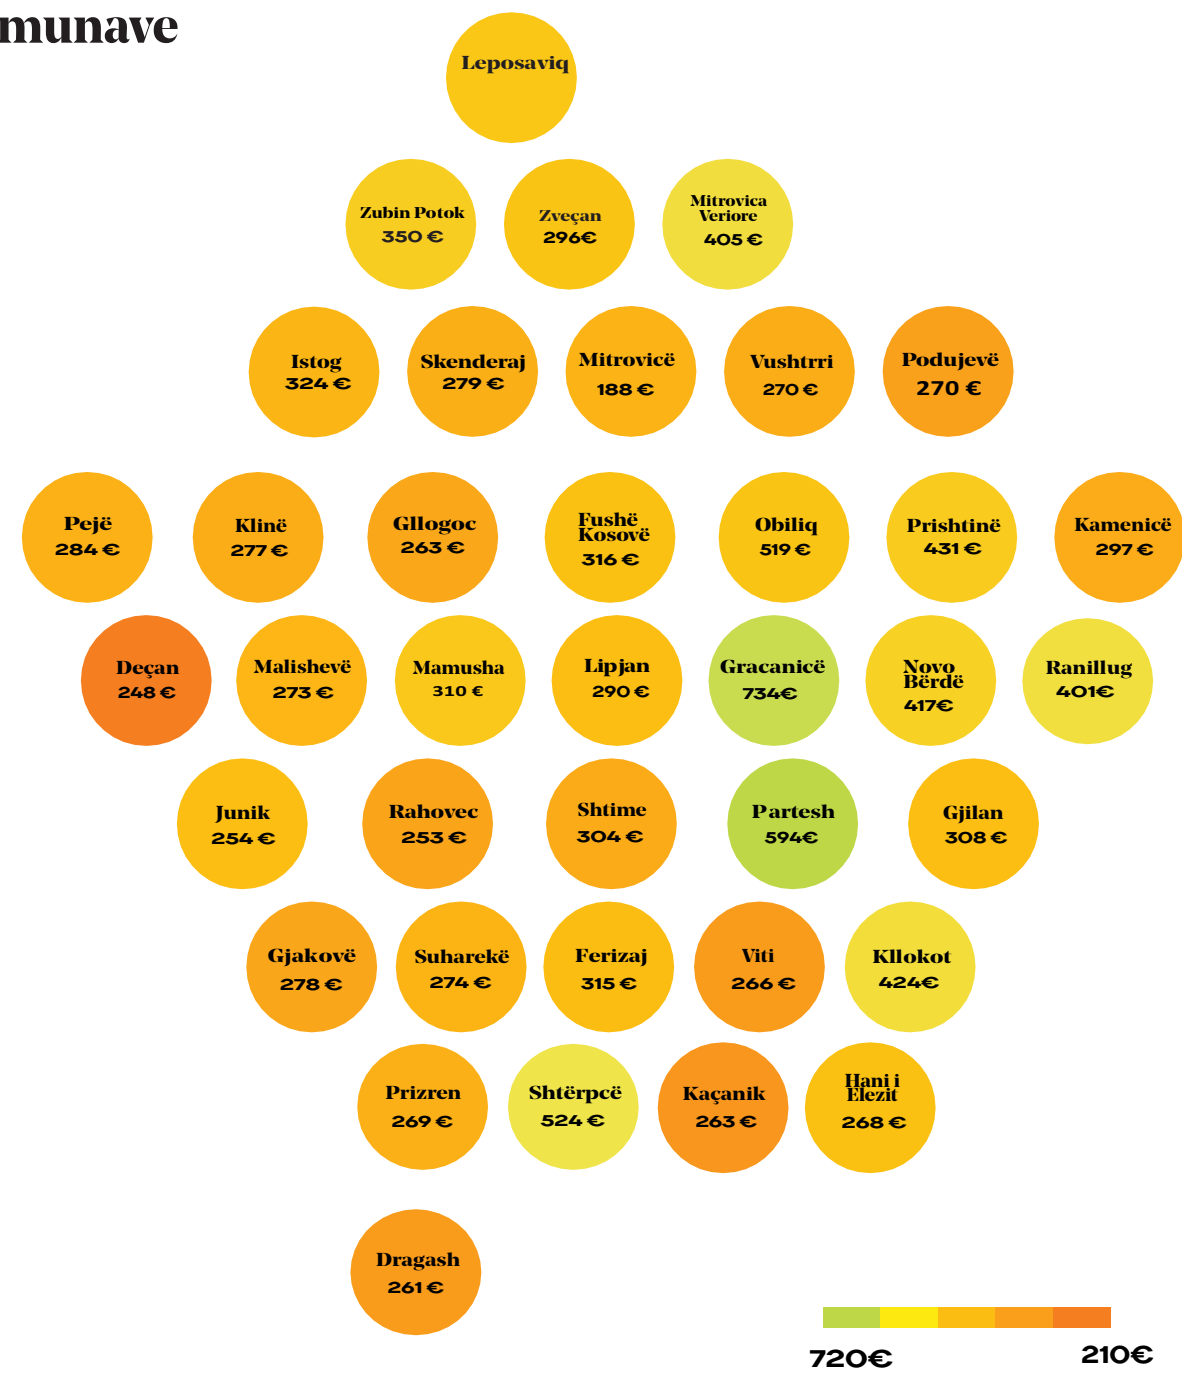 munave
Leposaviq
Zubin Potok
350 €
Zveçan
296€
Mitrovica
Veriore
405 €
Istog
324 €
Skenderaj
279 €
Mitrovicë
188 €
Vushtrri
270 €
Podujevë
270 €
Pejë
284 €
Klinë
277 €
Gllogoc
263 €
Fushë
Kosovë
316 €
Obiliq
519 €
Prishtinë
431 €
Kamenicë
297 €
Deçan
248 €
Malishevë
273 €
Mamusha
310 €
Lipjan
290 €
Gracanicë
734€
Novo
Bërdë
417€
Ranillug
401€
Junik
254 €
Rahovec
253 €
Shtime
304 €
Partesh
594€
Gjilan
308 €
Gjakovë
278 €
Suharekë
274 €
Ferizaj
315 €
Viti
266 €
Kllokot
424€
Prizren
269 €
Shtërpcë
524 €
Kaçanik
263 €
Hani i
Elezit
268 €
Dragash
261 €
720€
210€